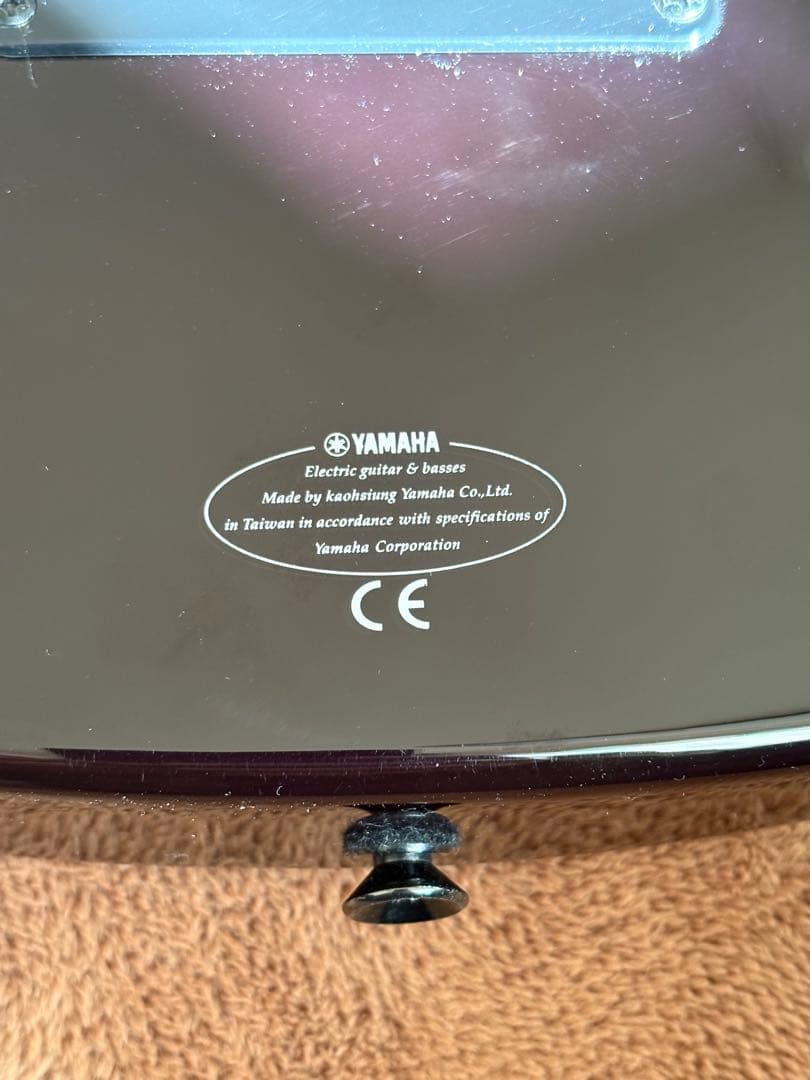 YAMAHA
Electric guitar & basses
Made by kaohsiung Yamaha Co.,Ltd.
in Taiwan in accordance with specifications of
Yamaha Corporation
CE